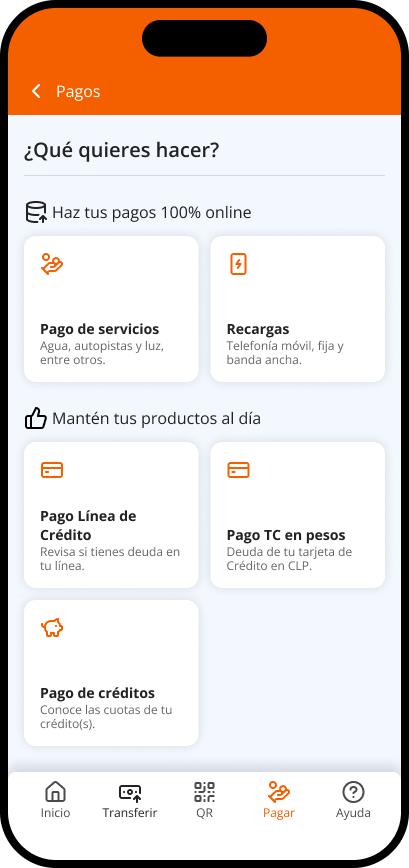 Pagos
¿Qué quieres hacer?
Haz tus pagos 100% online
Pago de servicios
Agua, autopistas y luz,
entre otros.
Recargas
Telefonía móvil, fija y
banda ancha.
Mantén tus productos al día
Pago Línea de
Crédito
Revisa si tienes deuda en
tu línea.
Pago TC en pesos
Deuda de tu tarjeta de
Crédito en CLP.
Pago de créditos
Conoce las cuotas de tu
crédito(s).
Inicio
Transferir
QR
Pagar
Ayuda